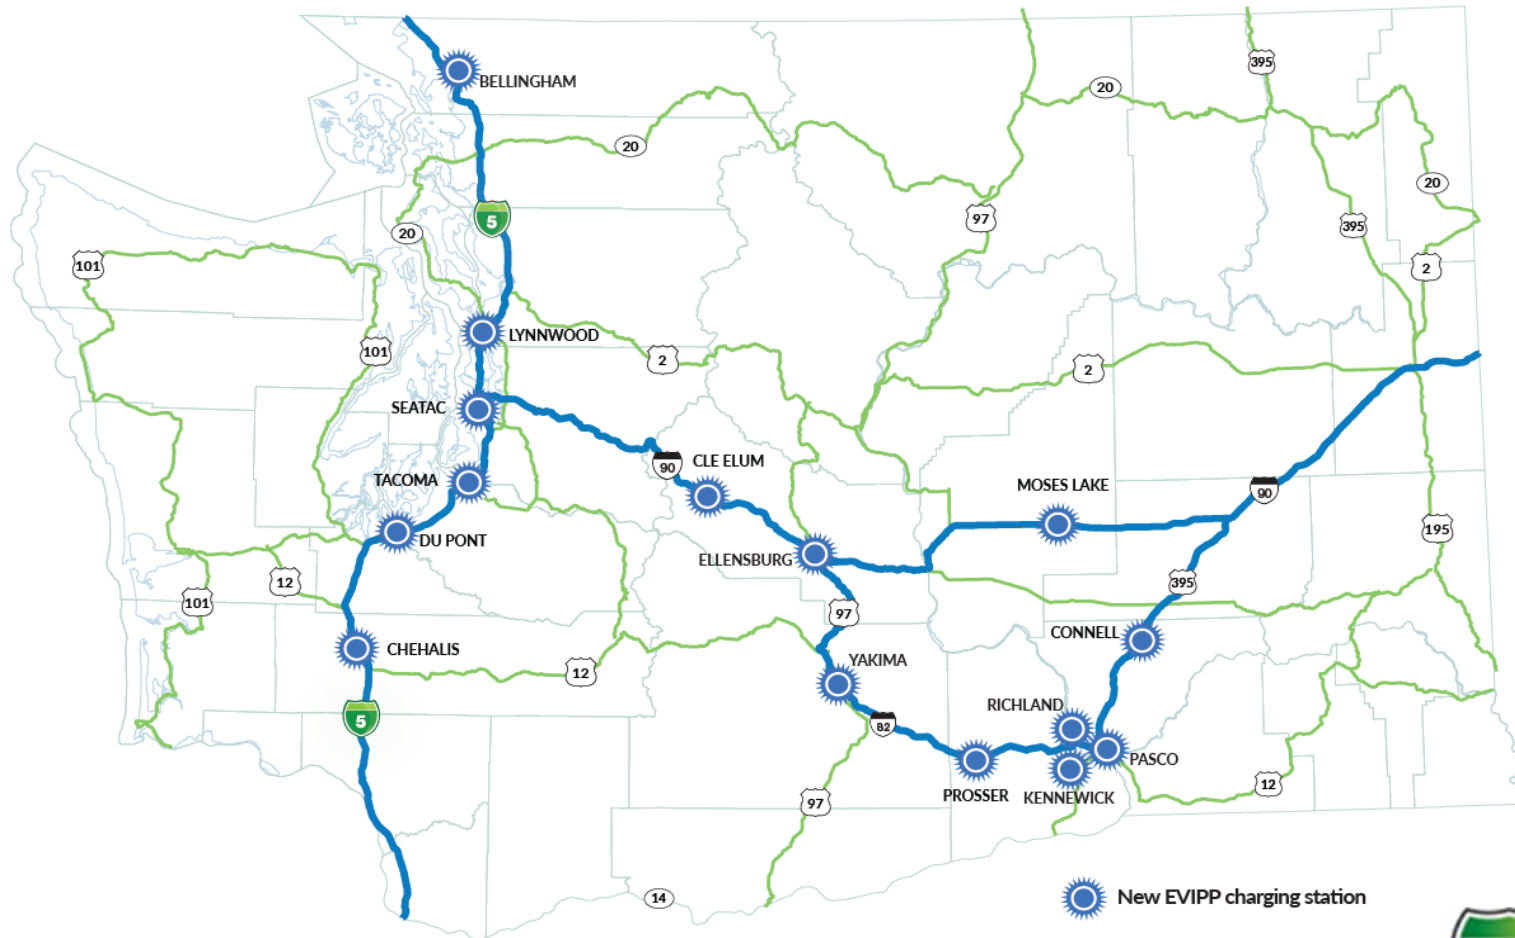 BELLINGHAM
395
20
20
20
97
5
20
395
101
2
LYNNWOOD
101
2
2
SEATAC
90
CLE ELUM
TACOMA
MOSES LAKE
90
DU PONT
ELLENSBURG
195
12
101
97
395
CHEHALIS
CONNELL
12
YAKIMA
5
82
RICHLAND
PASCO
PROSSER
KENNEWICK
12
97
14
New EVIPP charging station